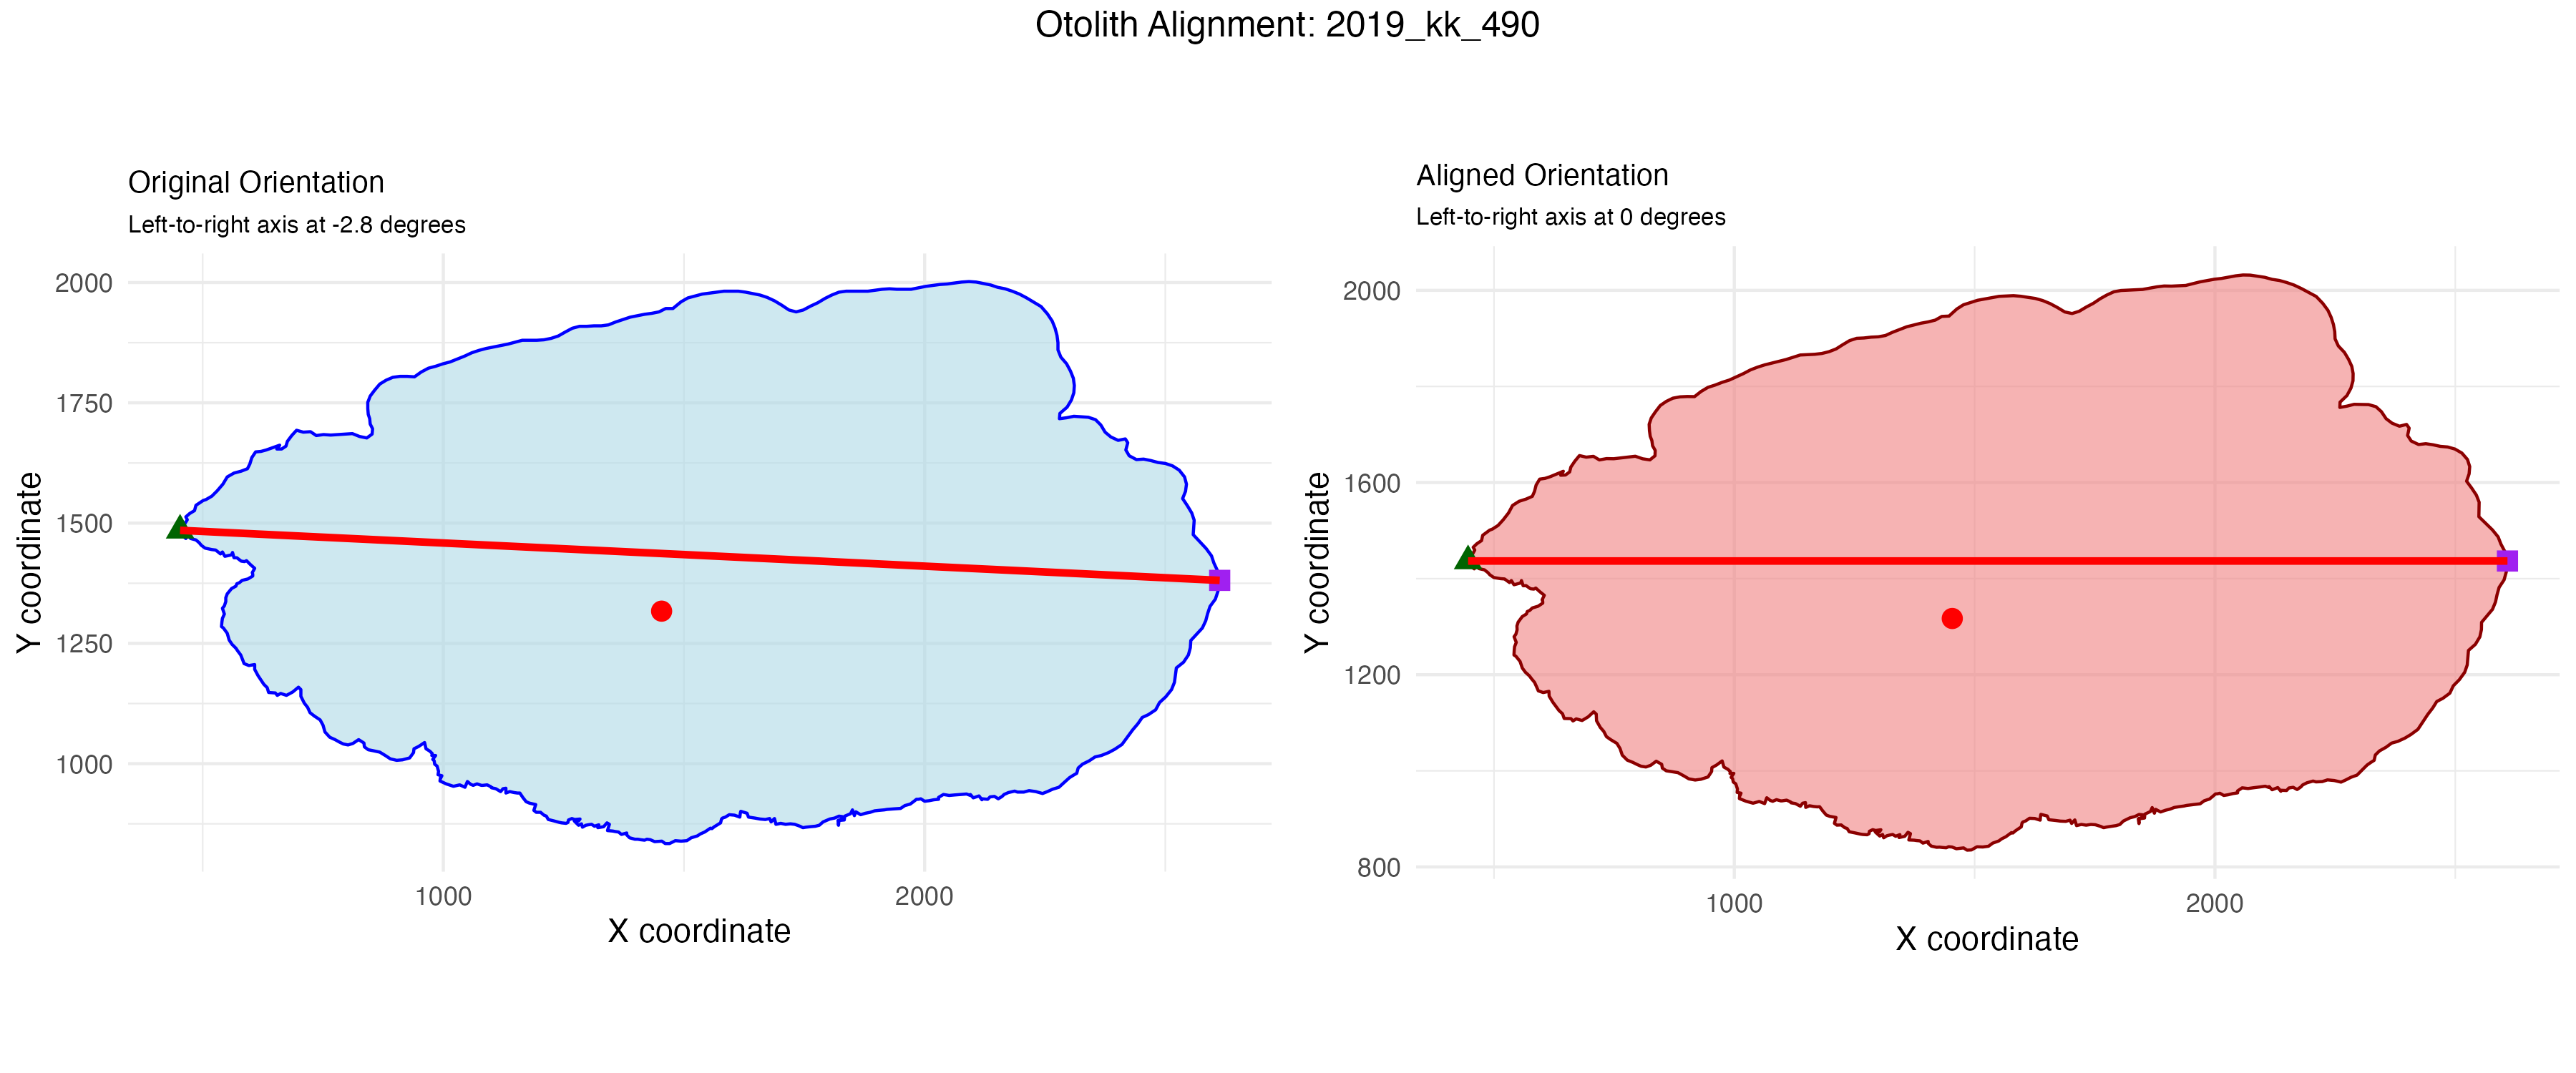 Otolith Alignment: 2019_kk_490
Original Orientation
Left-to-right axis at -2.8 degrees
2000
1750
1500
1250
1000
Y coordinate
1000
2000
X coordinate
Aligned Orientation
Left-to-right axis at 0 degrees
2000
1600
1200
800
Y coordinate
1000
2000
X coordinate